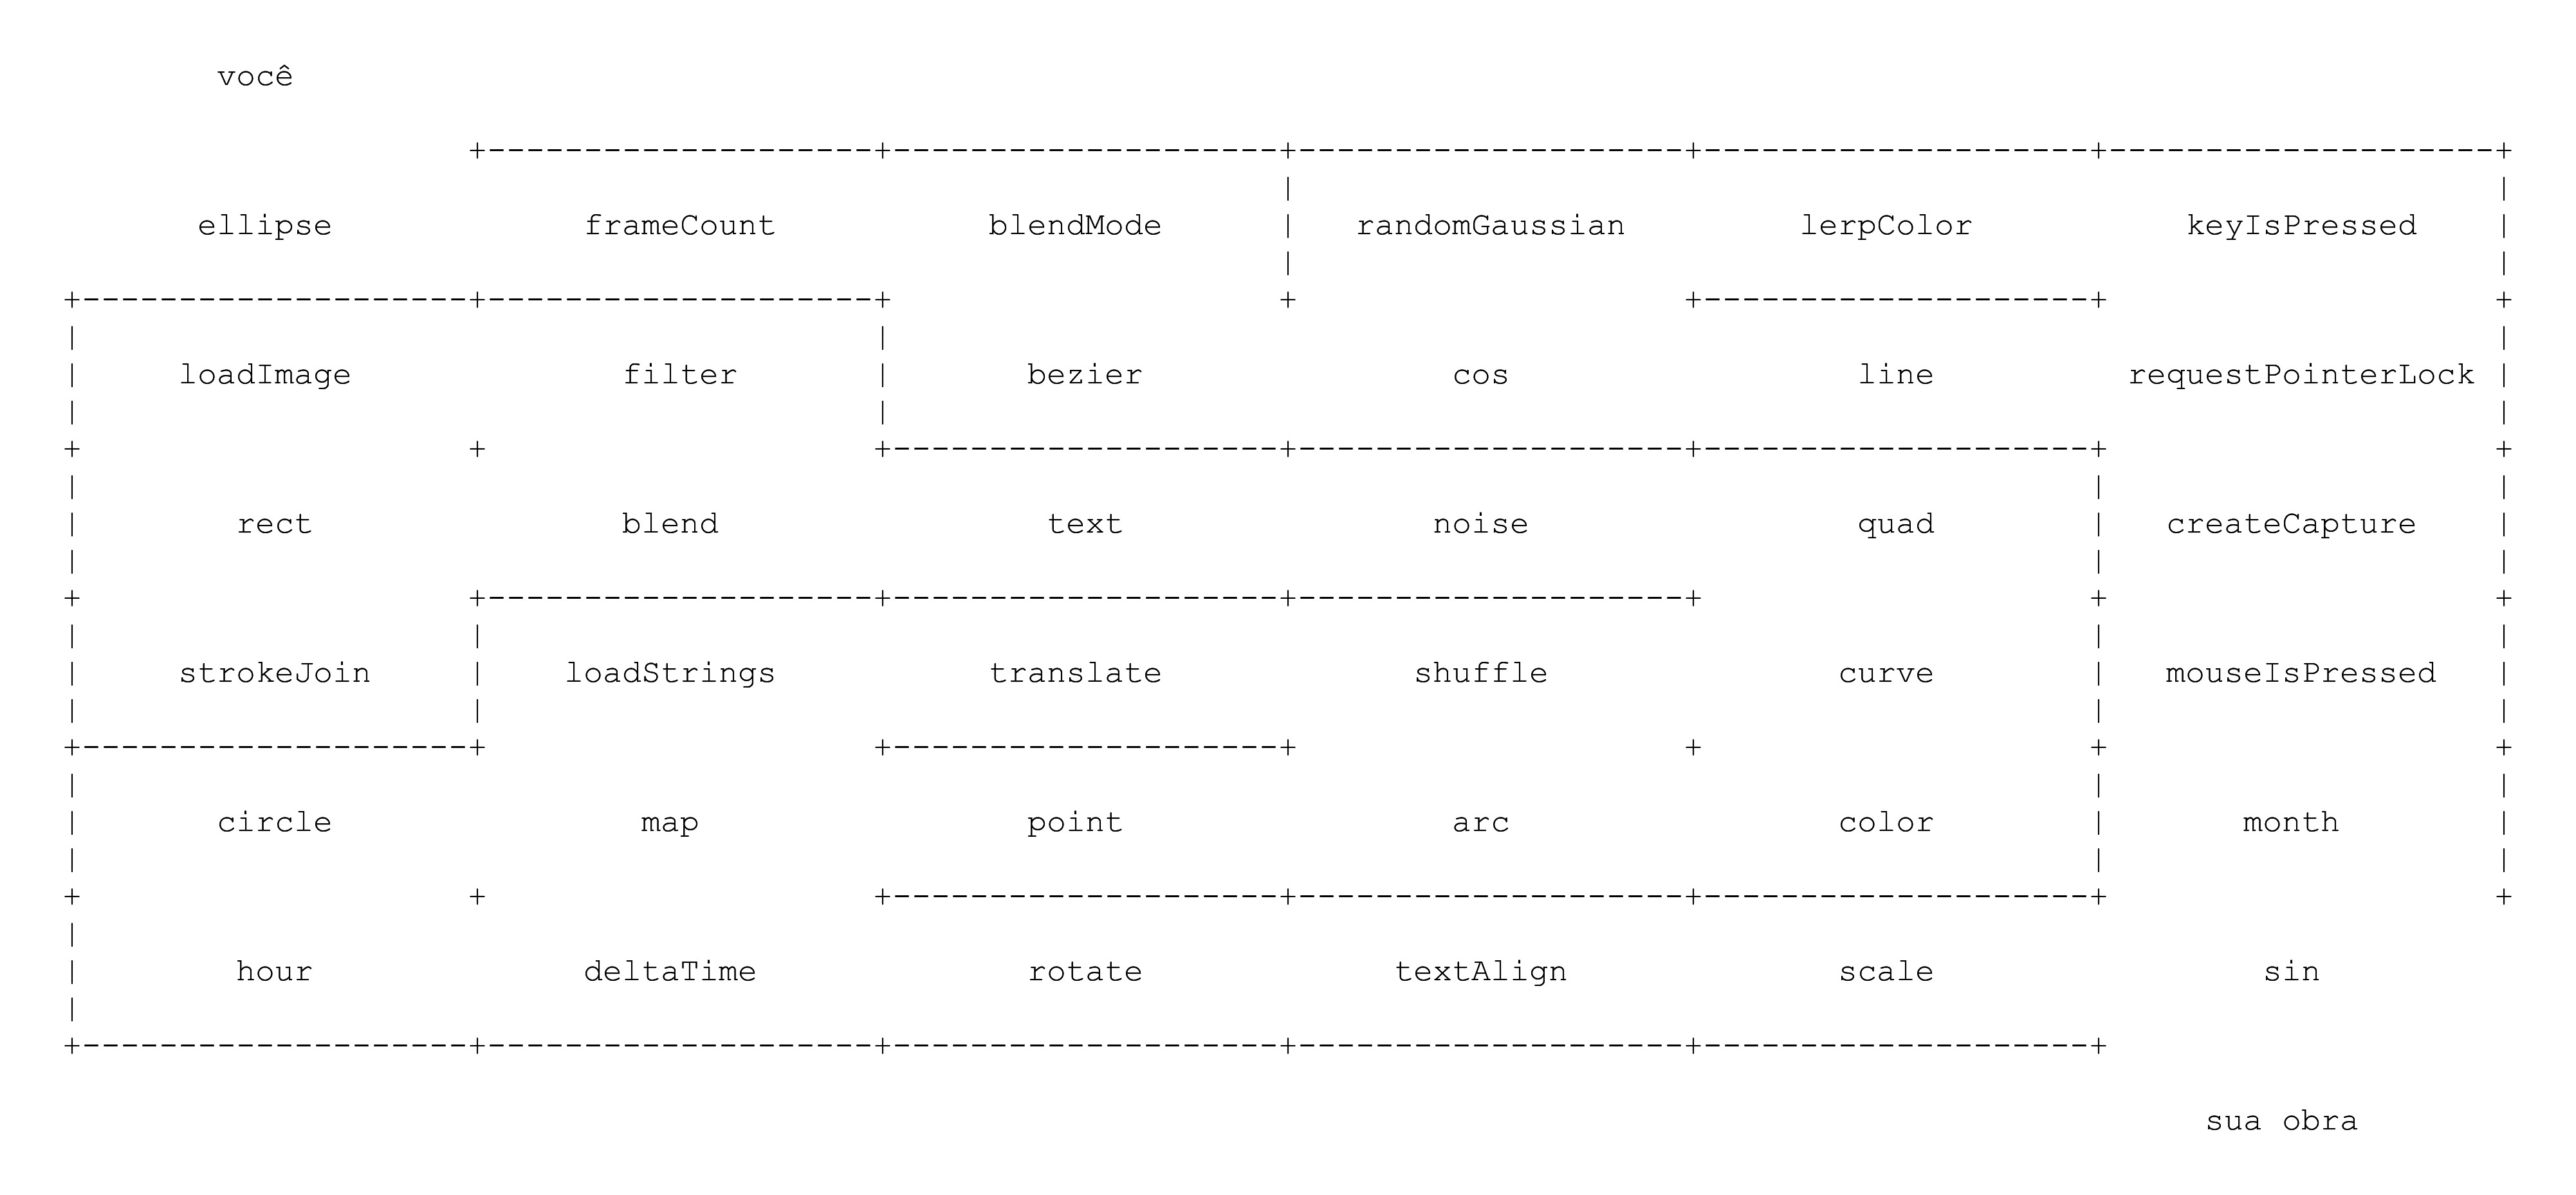 você
ellipse frameCount blendMode randomGaussian lerpColor keyIsPressed
loadImage filter bezier cos line requestPointerLock
rect blend text noise quad createCapture
strokeJoin loadStrings translate shuffle curve mouseIsPressed
circle map point arc color month
hour deltaTime rotate textAlign scale sin
sua obra